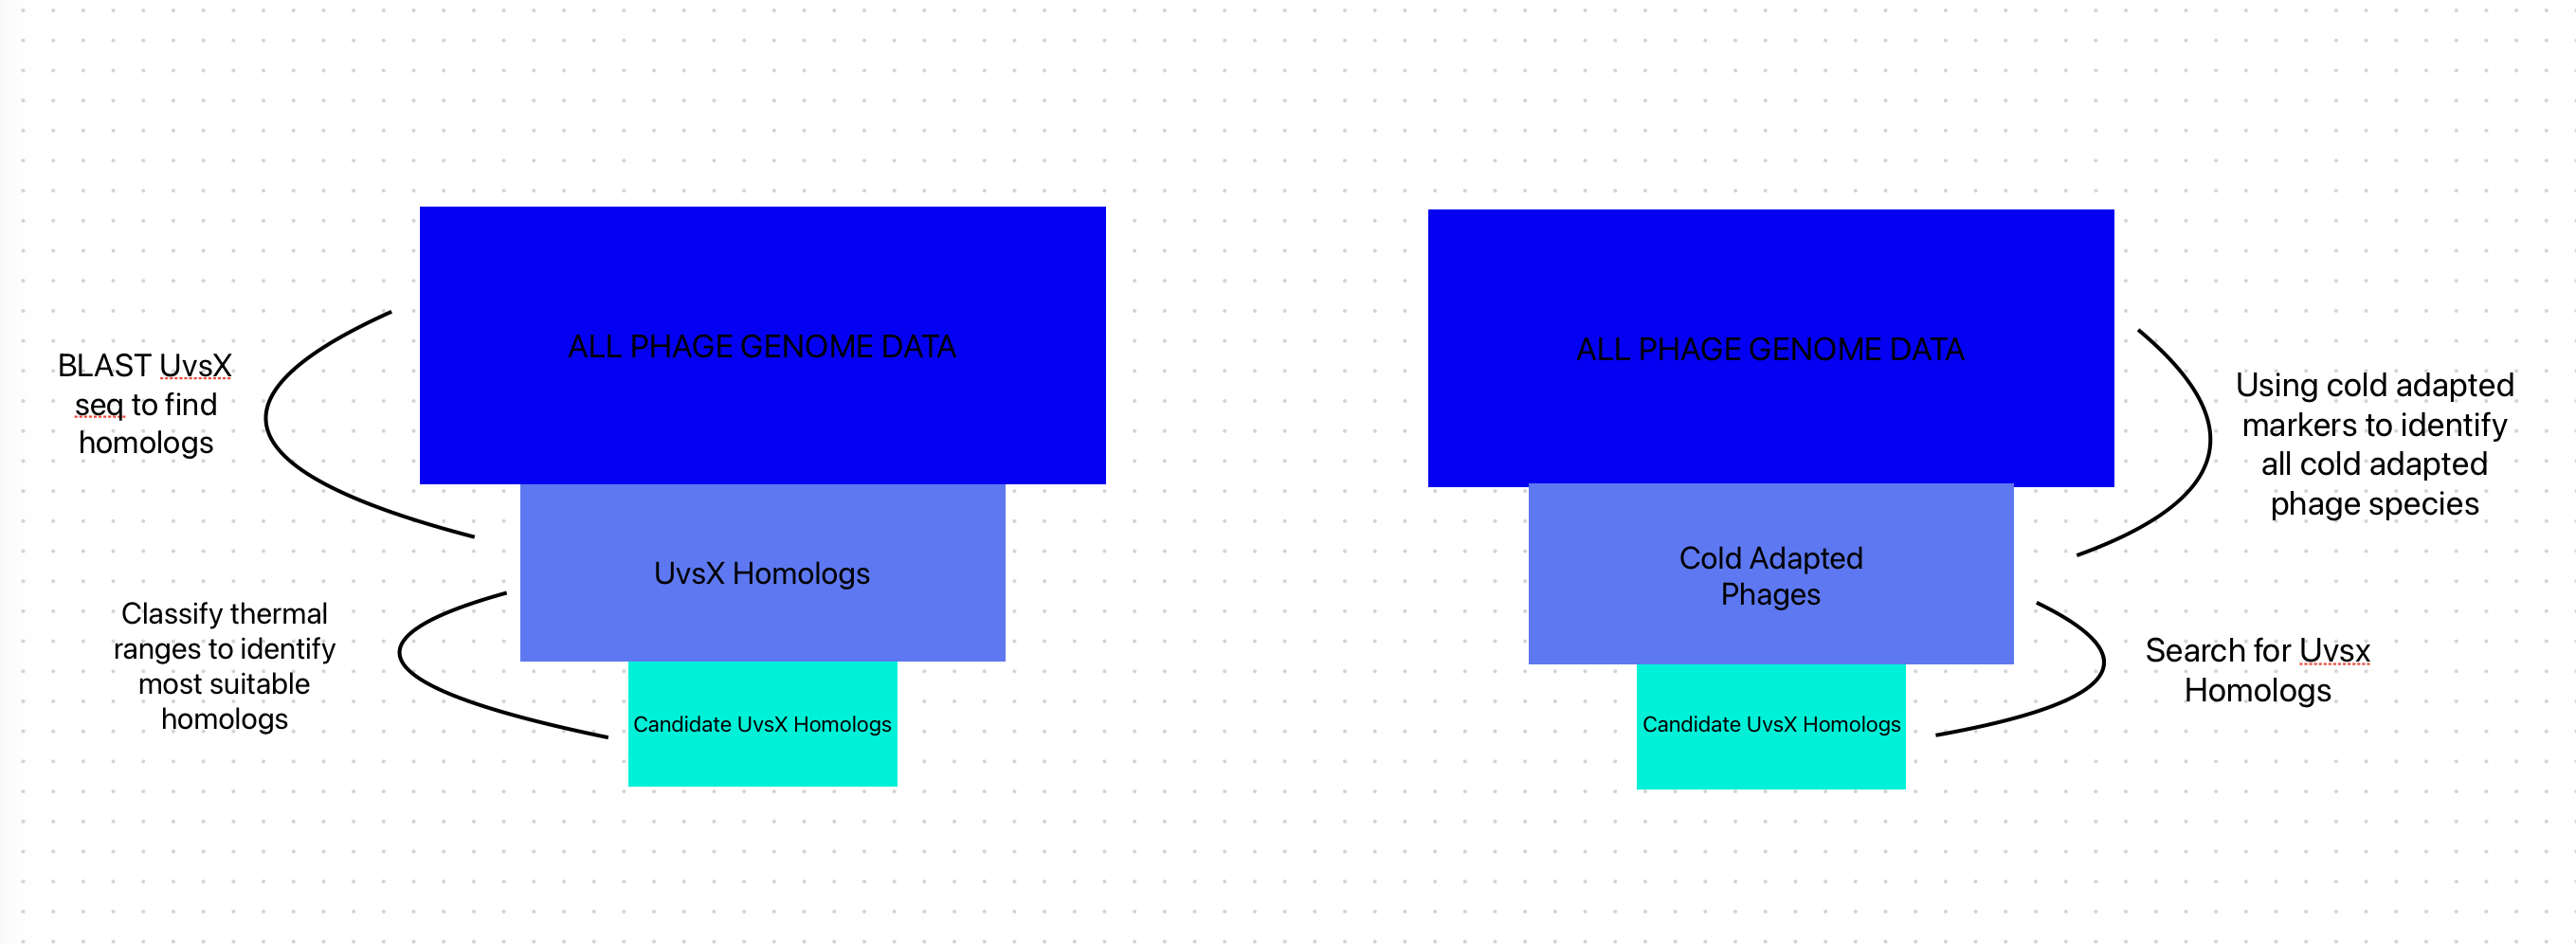 BLAST UvsX
seq to find
homologs
Classify thermal
ranges to identify
most suitable
homologs
ALL PHAGE GENOME DATA
UvsX Homologs
Candidate UvsX Homologs
ALL PHAGE GENOME DATA
Cold Adapted
Phages
Candidate UvsX Homologs
Using cold adapted
markers to identify
all cold adapted
phage species
Search for Uvsx
Homologs